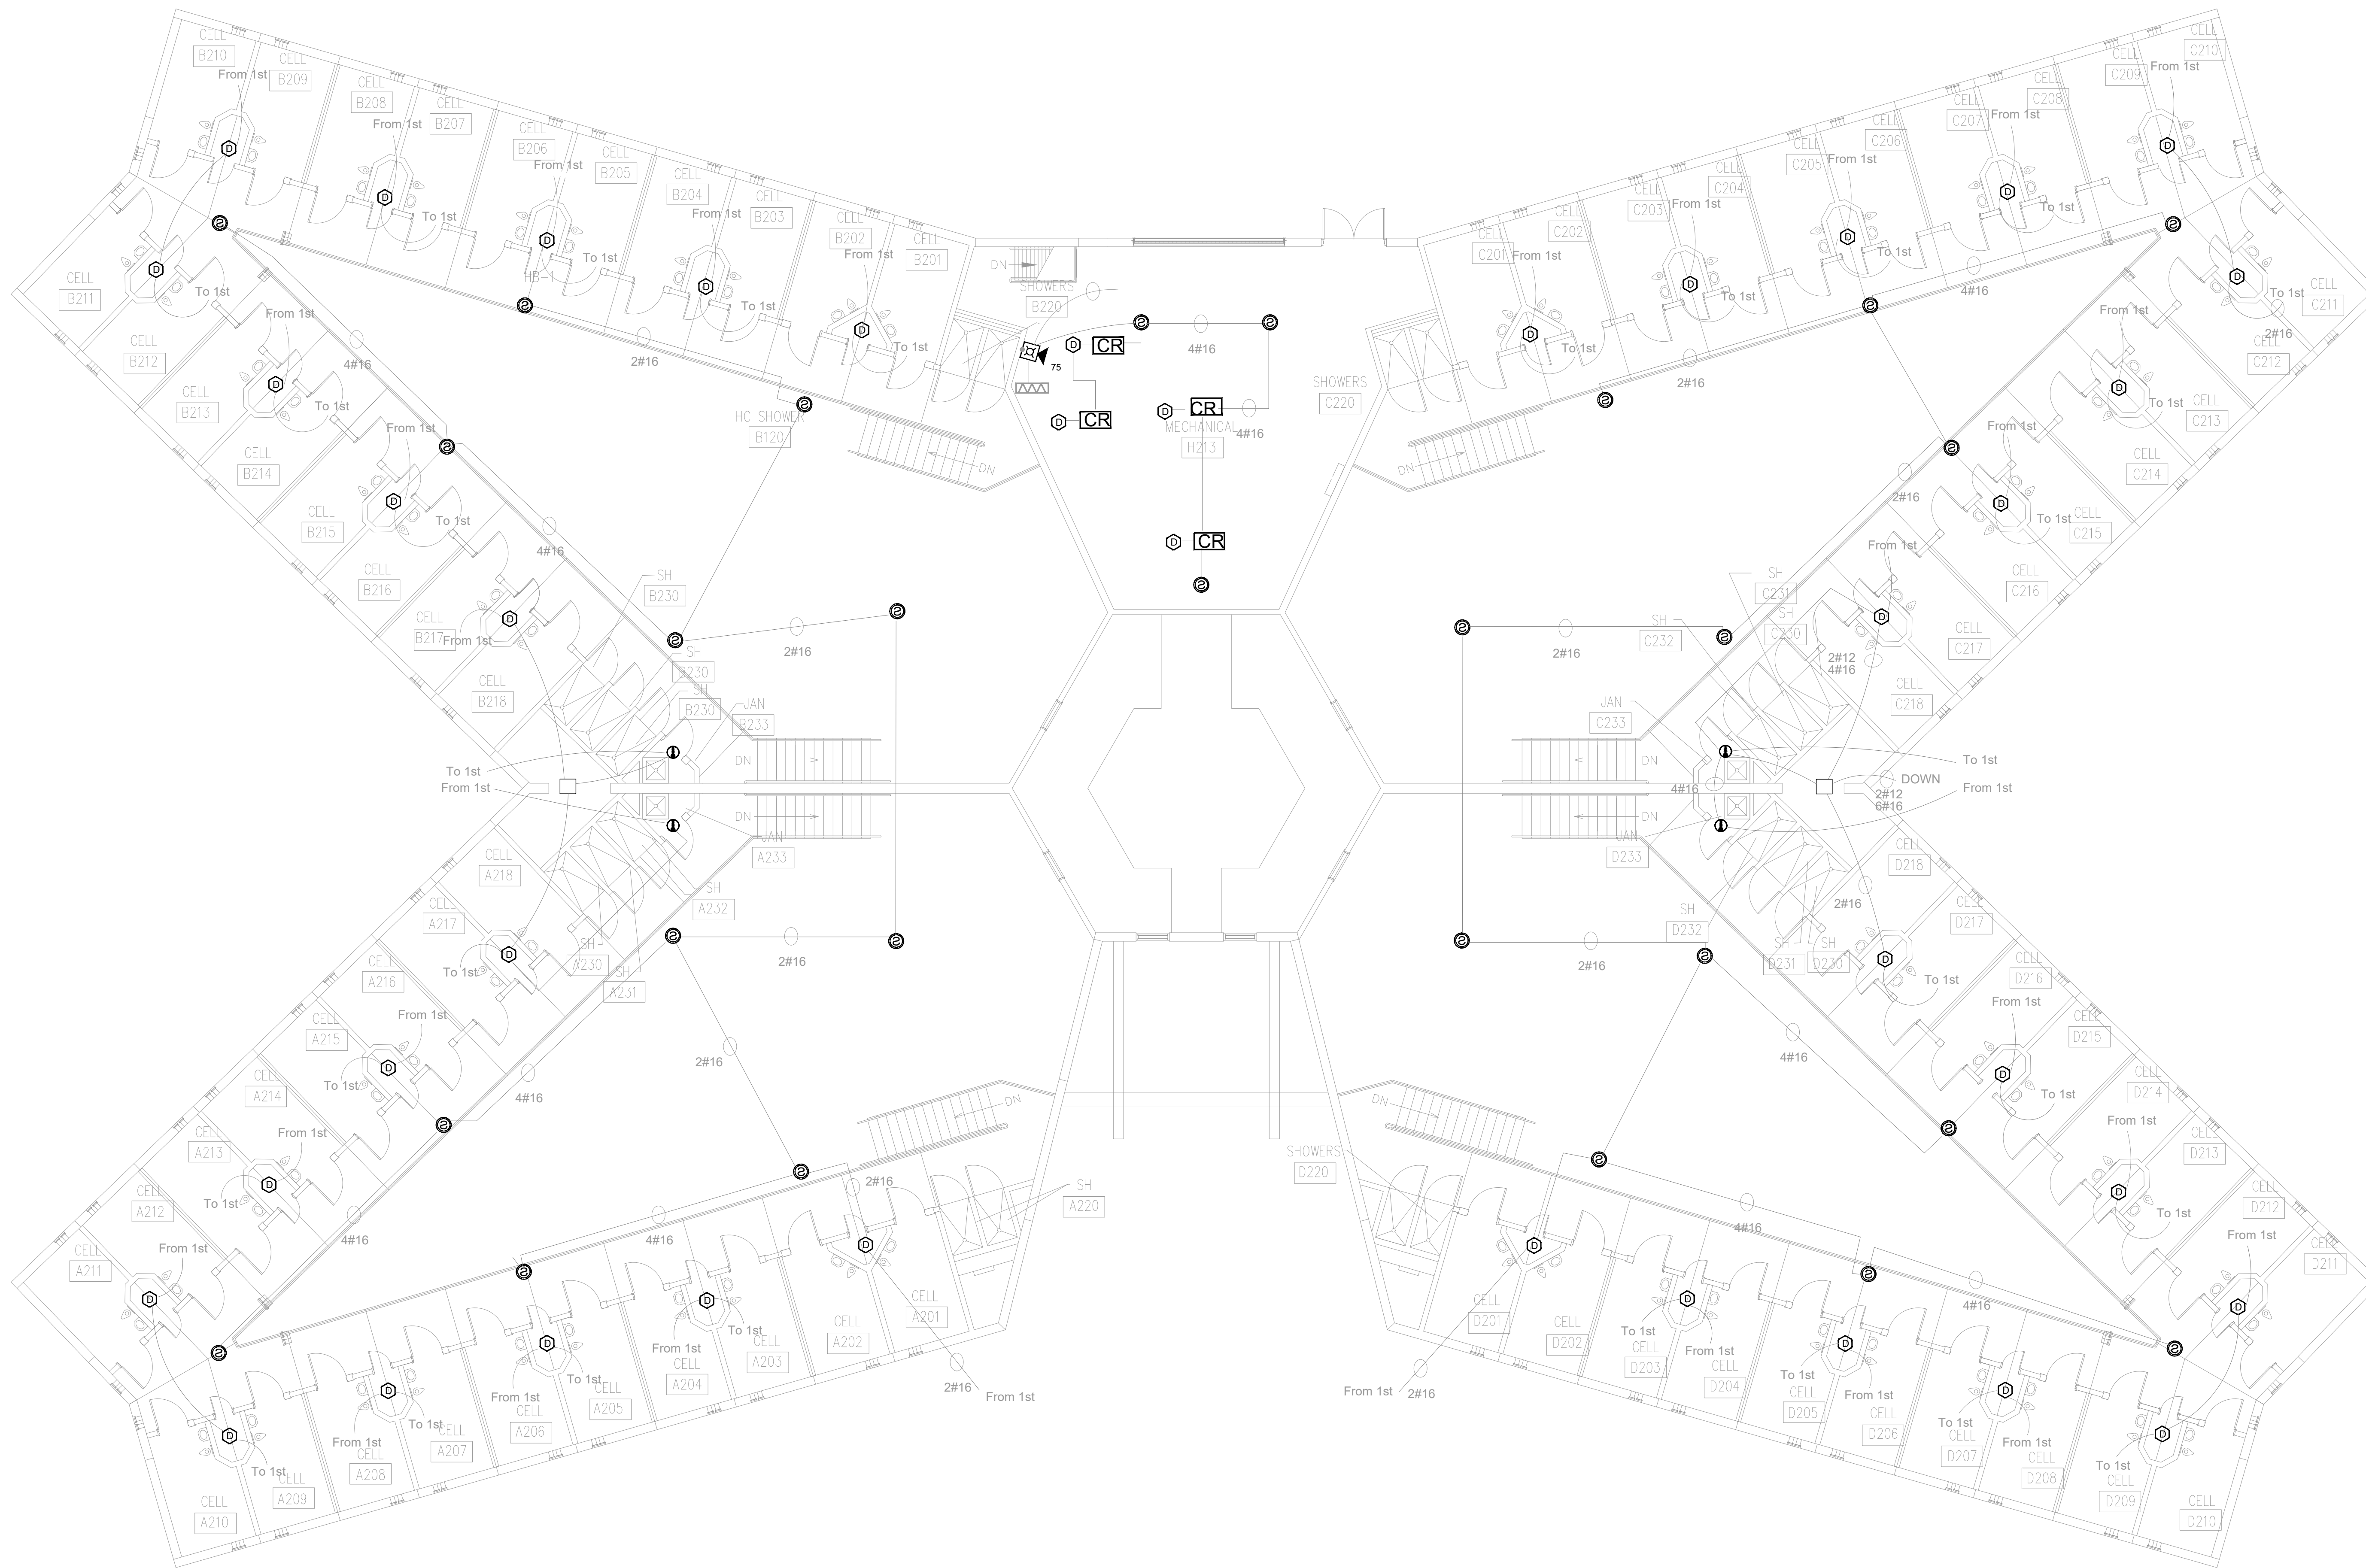 CELL
B210
From 1st
CELL
B209
CELL
B208
From 1st
CELL
B207
CELL
B206
From 1st
CELL
B205
CELL
B204
From 1st
CELL
B203
CELL
B202
From 1st
CELL
B201
To 1st
To 1st
To 1st
To 1st
HB-1
2#16
CELL
B211
To 1st
From 1st
4#16
CELL
B212
To 1st
CELL
B213
From 1st
CELL
B214
To 1st
CELL
B215
4#16
CELL
B216
CELL
B217
From 1st
CELL
B218
SH
B230
SH
B230
SH
B230
JAN
B233
2#16
HC SHOWER
B120
DN
DN
SHOWERS
B220
75
CR
CR
CR
CR
4#16
4#16
MECHANICAL
H213
D
D
D
D
S
S
S
CELL
C210
From 1st
CELL
C209
CELL
C208
From 1st
CELL
C207
CELL
C206
From 1st
CELL
C205
CELL
C204
From 1st
CELL
C203
CELL
C202
From 1st
CELL
C201
To 1st
To 1st
To 1st
To 1st
4#16
2#16
SHOWERS
C220
DN
CELL
C211
To 1st
2#16
From 1st
CELL
C212
To 1st
CELL
C213
From 1st
CELL
C214
2#16
To 1st
CELL
C215
From 1st
CELL
C216
CELL
C217
CELL
C218
SH
C231
SH
C230
SH
C232
2#12
4#16
2#16
JAN
C233
DN
DN
To 1st
From 1st
DN
DN
4#16
To 1st
DOWN
2#12
6#16
From 1st
JAN
A233
JAN
D233
CELL
A218
CELL
A217
SH
A232
SH
A230
SH
A231
To 1st
2#16
2#16
4#16
CELL
A216
From 1st
CELL
A215
To 1st
CELL
A214
From 1st
CELL
A213
To 1st
CELL
A212
4#16
From 1st
CELL
A211
DN
SH
A220
2#16
4#16
CELL
A201
CELL
A202
2#16
From 1st
To 1st
From 1st
CELL
A203
CELL
A204
To 1st
From 1st
CELL
A205
CELL
A206
To 1st
From 1st
CELL
A207
CELL
A208
To 1st
CELL
A209
CELL
A210
CELL
D218
2#16
CELL
D217
SH
D232
SH
D231
SH
D230
2#16
To 1st
CELL
D216
From 1st
4#16
CELL
D215
To 1st
CELL
D214
From 1st
CELL
D213
To 1st
CELL
D212
From 1st
CELL
D211
DN
SHOWERS
D220
4#16
4#16
CELL
D201
From 1st
2#16
CELL
D202
To 1st
CELL
D203
From 1st
CELL
D204
To 1st
CELL
D205
From 1st
CELL
D206
To 1st
CELL
D207
From 1st
CELL
D208
To 1st
CELL
D209
CELL
D210